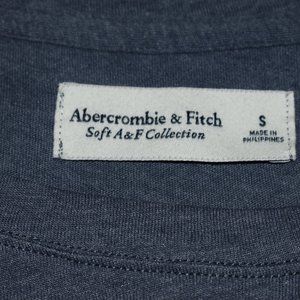 Abercrombie & Fitch
Soft A&F Collection
S
MADE IN
PHILIPPINES